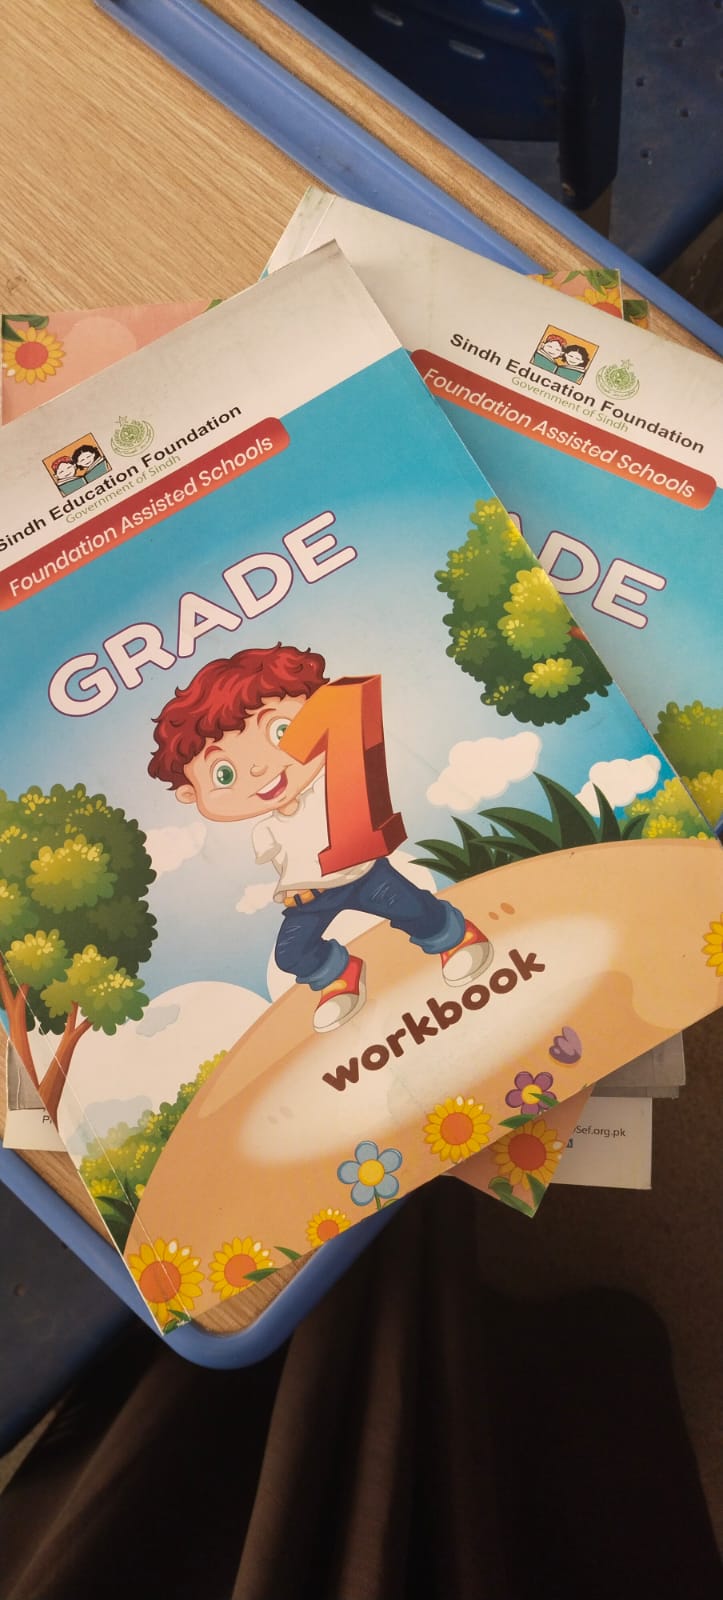 Sindh Education Foundation
Government of Sindh
Foundation Assisted Schools
GRADE
1
workbook
Sindh Education Foundation
Government of Sindh
Foundation Assisted Schools
ADE
Sef.org.pk